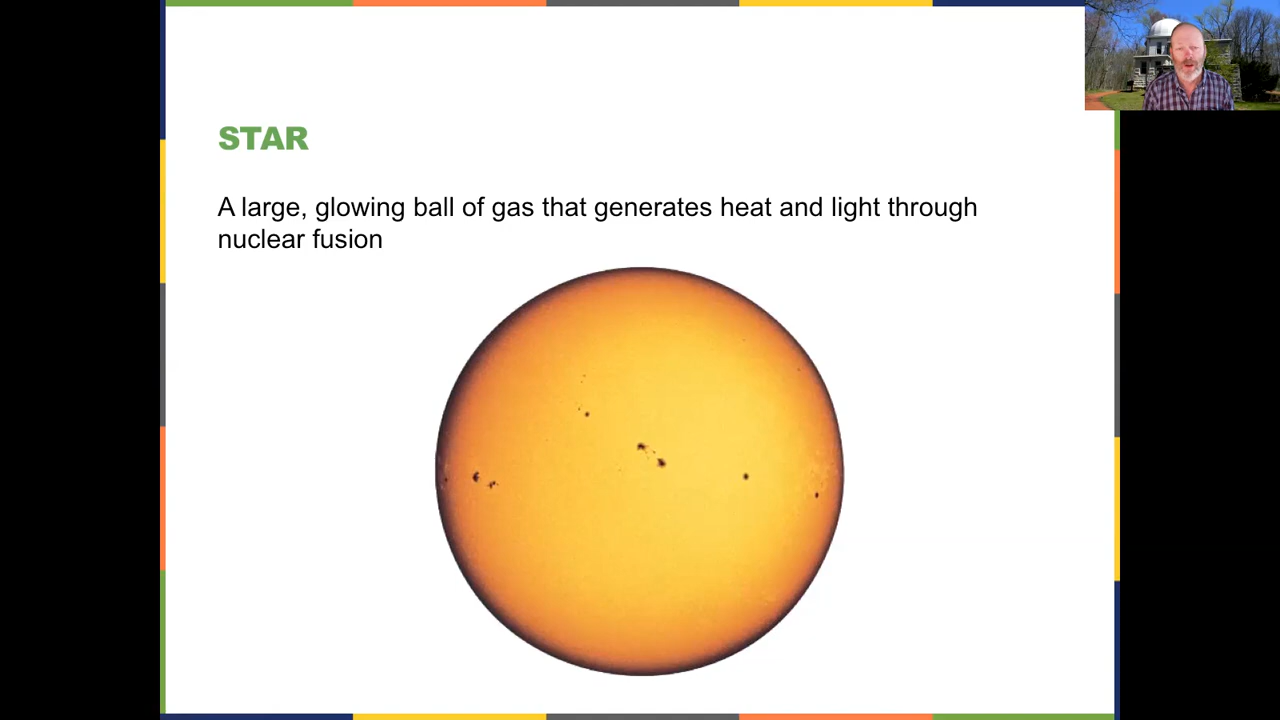 STAR
A large, glowing ball of gas that generates heat and light through
nuclear fusion